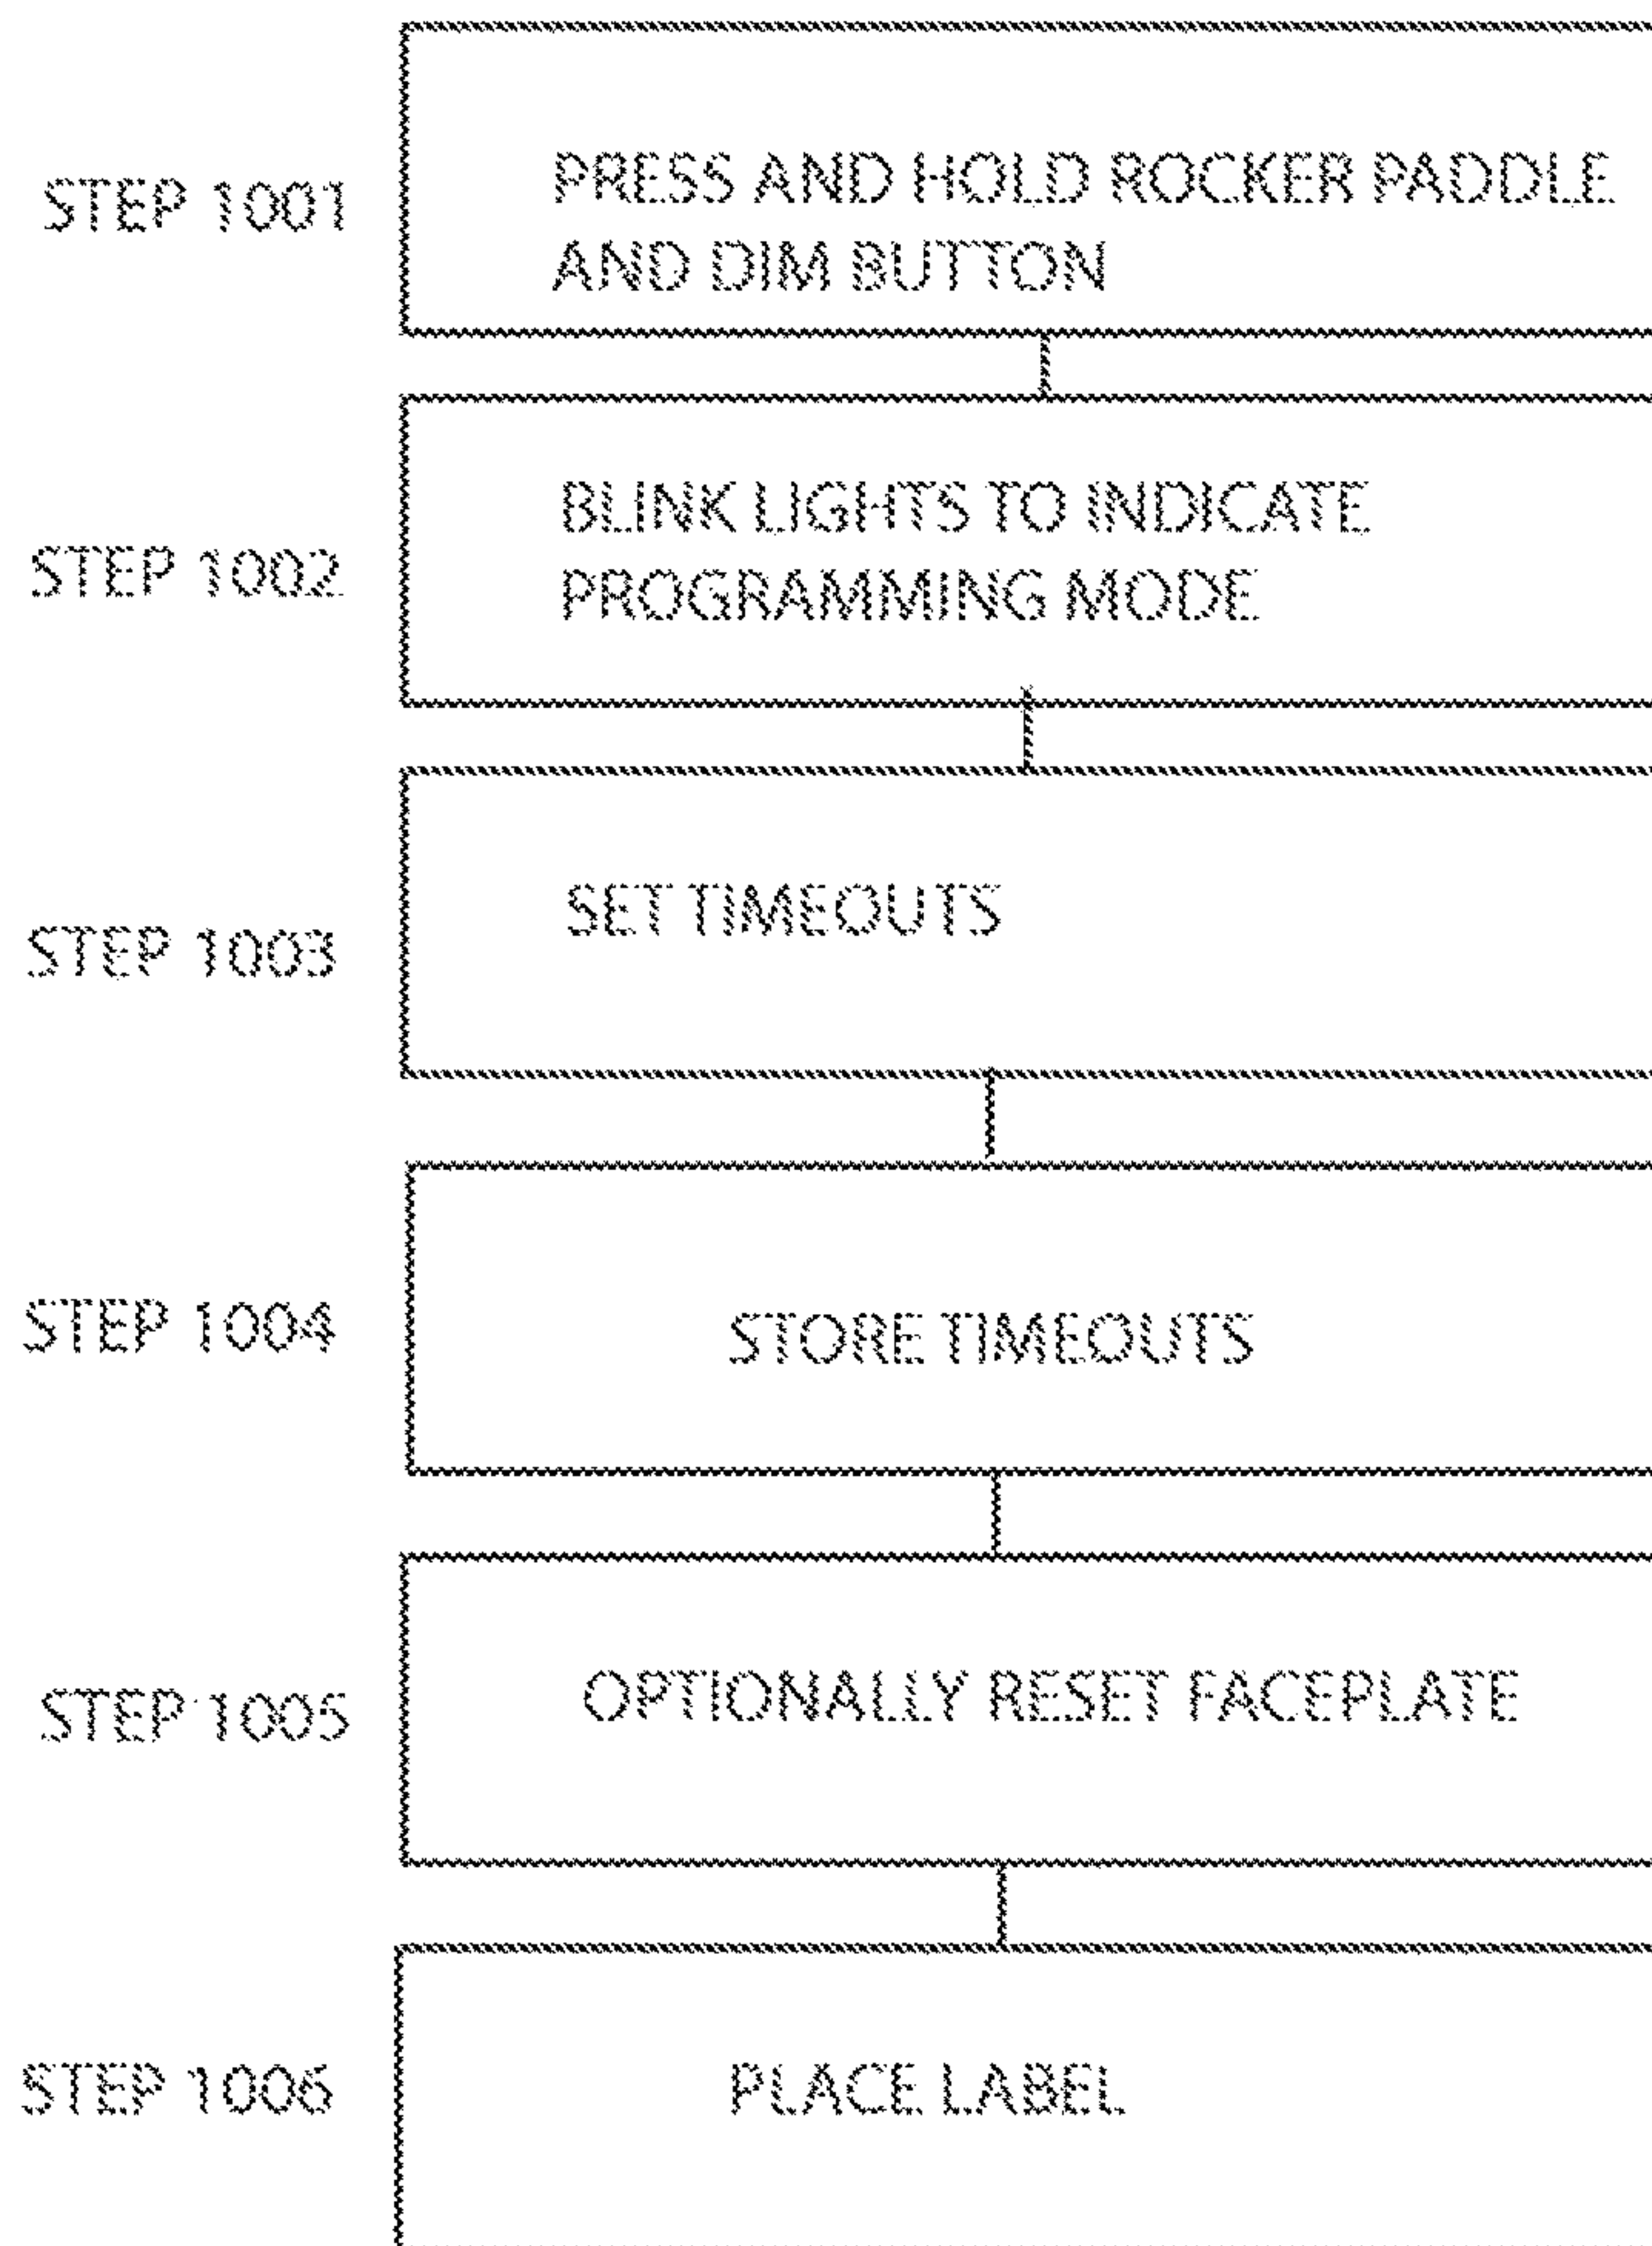 STEP 1001
PRESS AND HOLD ROCKER PADDLE
AND DIM BUTTON
STEP 1002
BLINK LIGHTS TO INDICATE
PROGRAMMING MODE
STEP 1003
SET TIMEOUTS
STEP 1004
STORE TIMEOUTS
STEP 1005
OPTIONALLY RESET FACEPLATE
STEP 1006
PLACE LABEL